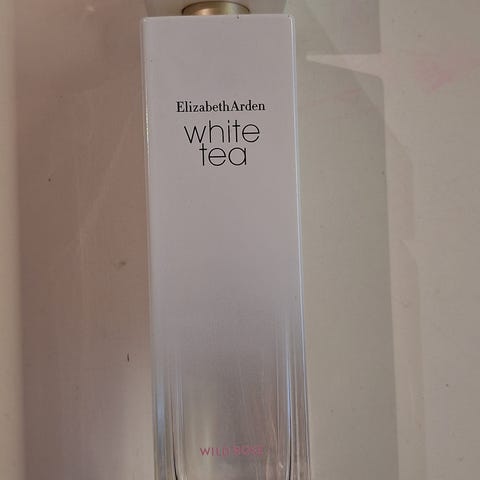 ElizabethArden
white
tea
WILD ROSE